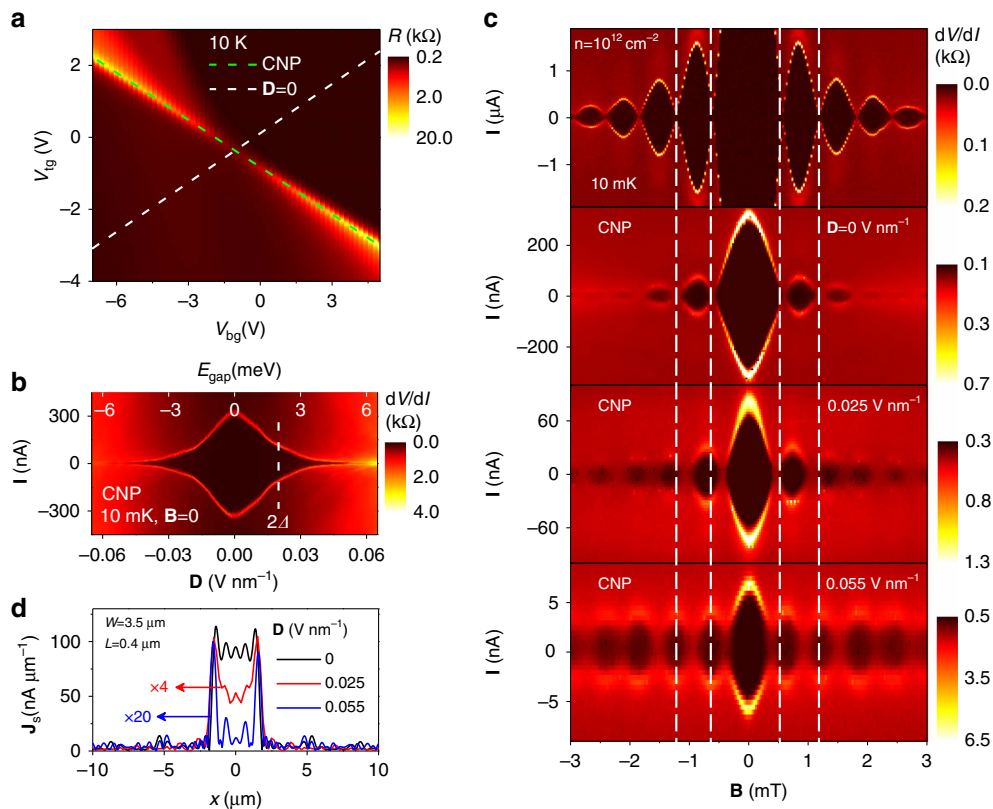 a
10 K
CNP
D=0
R (kΩ)
0.2
2.0
20.0
2
0
−2
−4
Vtg (V)
−6
−3
0
3
Vbg(V)
b
Egap(meV)
−6
−3
0
3
6
dV/dI
(kΩ)
0.0
2.0
4.0
300
0
−300
I (nA)
CNP
10 mK, B=0
2Δ
−0.06
−0.03
0.00
0.03
0.06
D (V nm−1)
d
W=3.5 μm
L=0.4 μm
D (V nm−1)
0
0.025
0.055
×4
×20
100
50
0
Js(nA μm−1)
−10
−5
0
5
10
x (μm)
c
n=1012 cm−2
10 mK
1
0
−1
I (μA)
dV/dI
(kΩ)
0.0
0.1
0.2
CNP
D=0 V nm−1
200
0
−200
I (nA)
0.1
0.3
0.7
CNP
0.025 V nm−1
60
0
−60
I (nA)
0.3
0.8
1.3
CNP
0.055 V nm−1
5
0
−5
I (nA)
0.5
3.5
6.5
−3
−2
−1
0
1
2
3
B (mT)